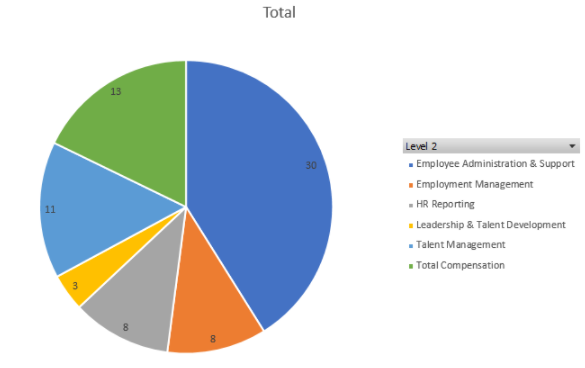 Total
13
30
11
3
8
8
Level 2
Employee Administration & Support
Employment Management
HR Reporting
Leadership & Talent Development
Talent Management
Total Compensation